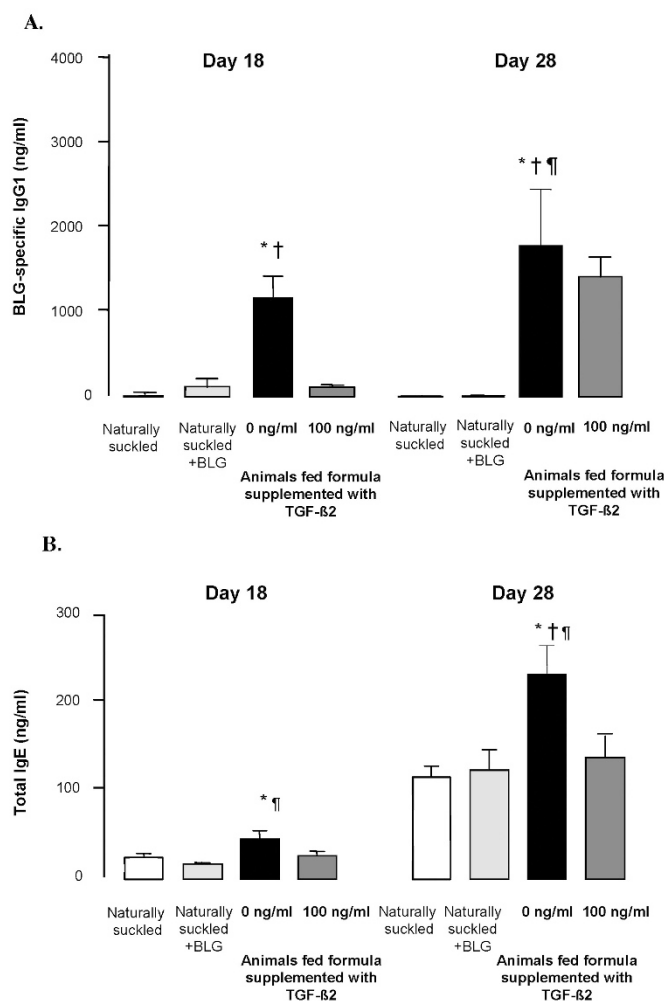 A.
Day 18
Day 28
BLG-specific IgG1 (ng/ml)
4000
3000
2000
1000
0
* †
* † ¶
Naturally
suckled
Naturally
suckled
+BLG
0 ng/ml
100 ng/ml
Animals fed formula
supplemented with
TGF-ß2
Naturally
suckled
Naturally
suckled
+BLG
0 ng/ml
100 ng/ml
Animals fed formula
supplemented with
TGF-ß2
B.
Day 18
Day 28
Total IgE (ng/ml)
300
200
100
0
* ¶
* † ¶
Naturally
suckled
Naturally
suckled
+BLG
0 ng/ml
100 ng/ml
Animals fed formula
supplemented with
TGF-ß2
Naturally
suckled
Naturally
suckled
+BLG
0 ng/ml
100 ng/ml
Animals fed formula
supplemented with
TGF-ß2